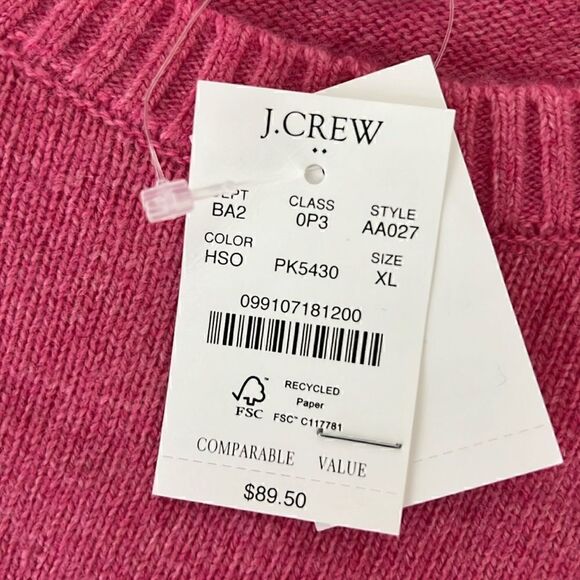 J.CREW
CLASS STYLE
BA2 0P3 AA027
COLOR SIZE
HSO PK5430 XL
099107181200
RECYCLED
Paper
FSC FSC™ C117781
COMPARABLE VALUE
$89.50